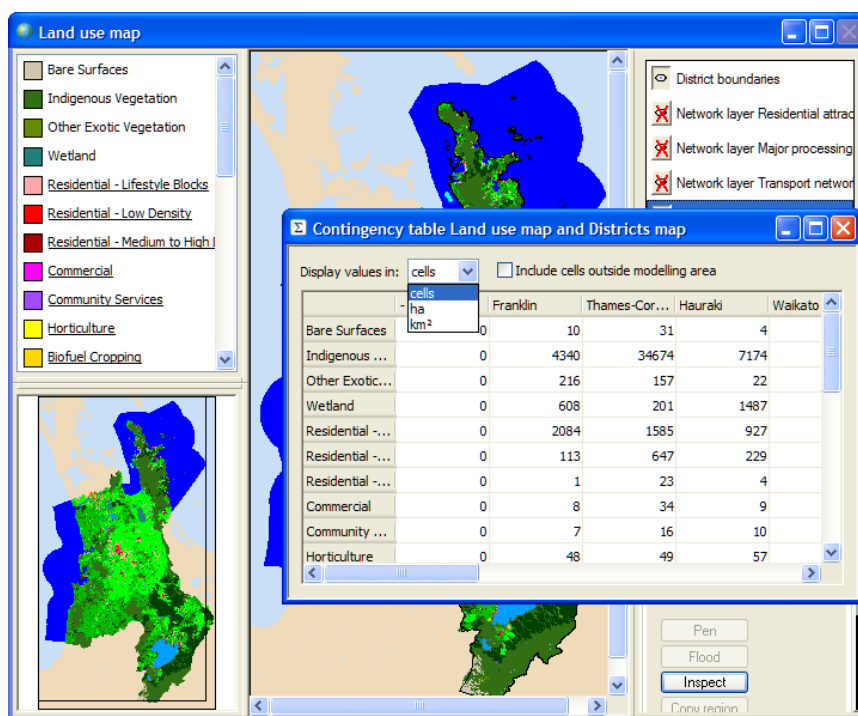 Land use map
Bare Surfaces
Indigenous Vegetation
Other Exotic Vegetation
Wetland
Residential - Lifestyle Blocks
Residential - Low Density
Residential - Medium to High
Commercial
Community Services
Horticulture
Biofuel Cropping
District boundaries
Network layer Residential attrac
Network layer Major processing
Network layer Transport networ
Σ Contingency table Land use map and Districts map
Display values in: cells Include cells outside modelling area
cells
ha
km²
- Franklin Thames-Cor... Hauraki Waikato
Bare Surfaces 0 10 31 4
Indigenous ... 0 4340 34674 7174
Other Exotic... 0 216 157 22
Wetland 0 608 201 1487
Residential -... 0 2084 1585 927
Residential -... 0 113 647 229
Residential -... 0 1 23 4
Commercial 0 8 34 9
Community ... 0 7 16 10
Horticulture 0 48 49 57
Pen
Flood
Inspect
Copy region